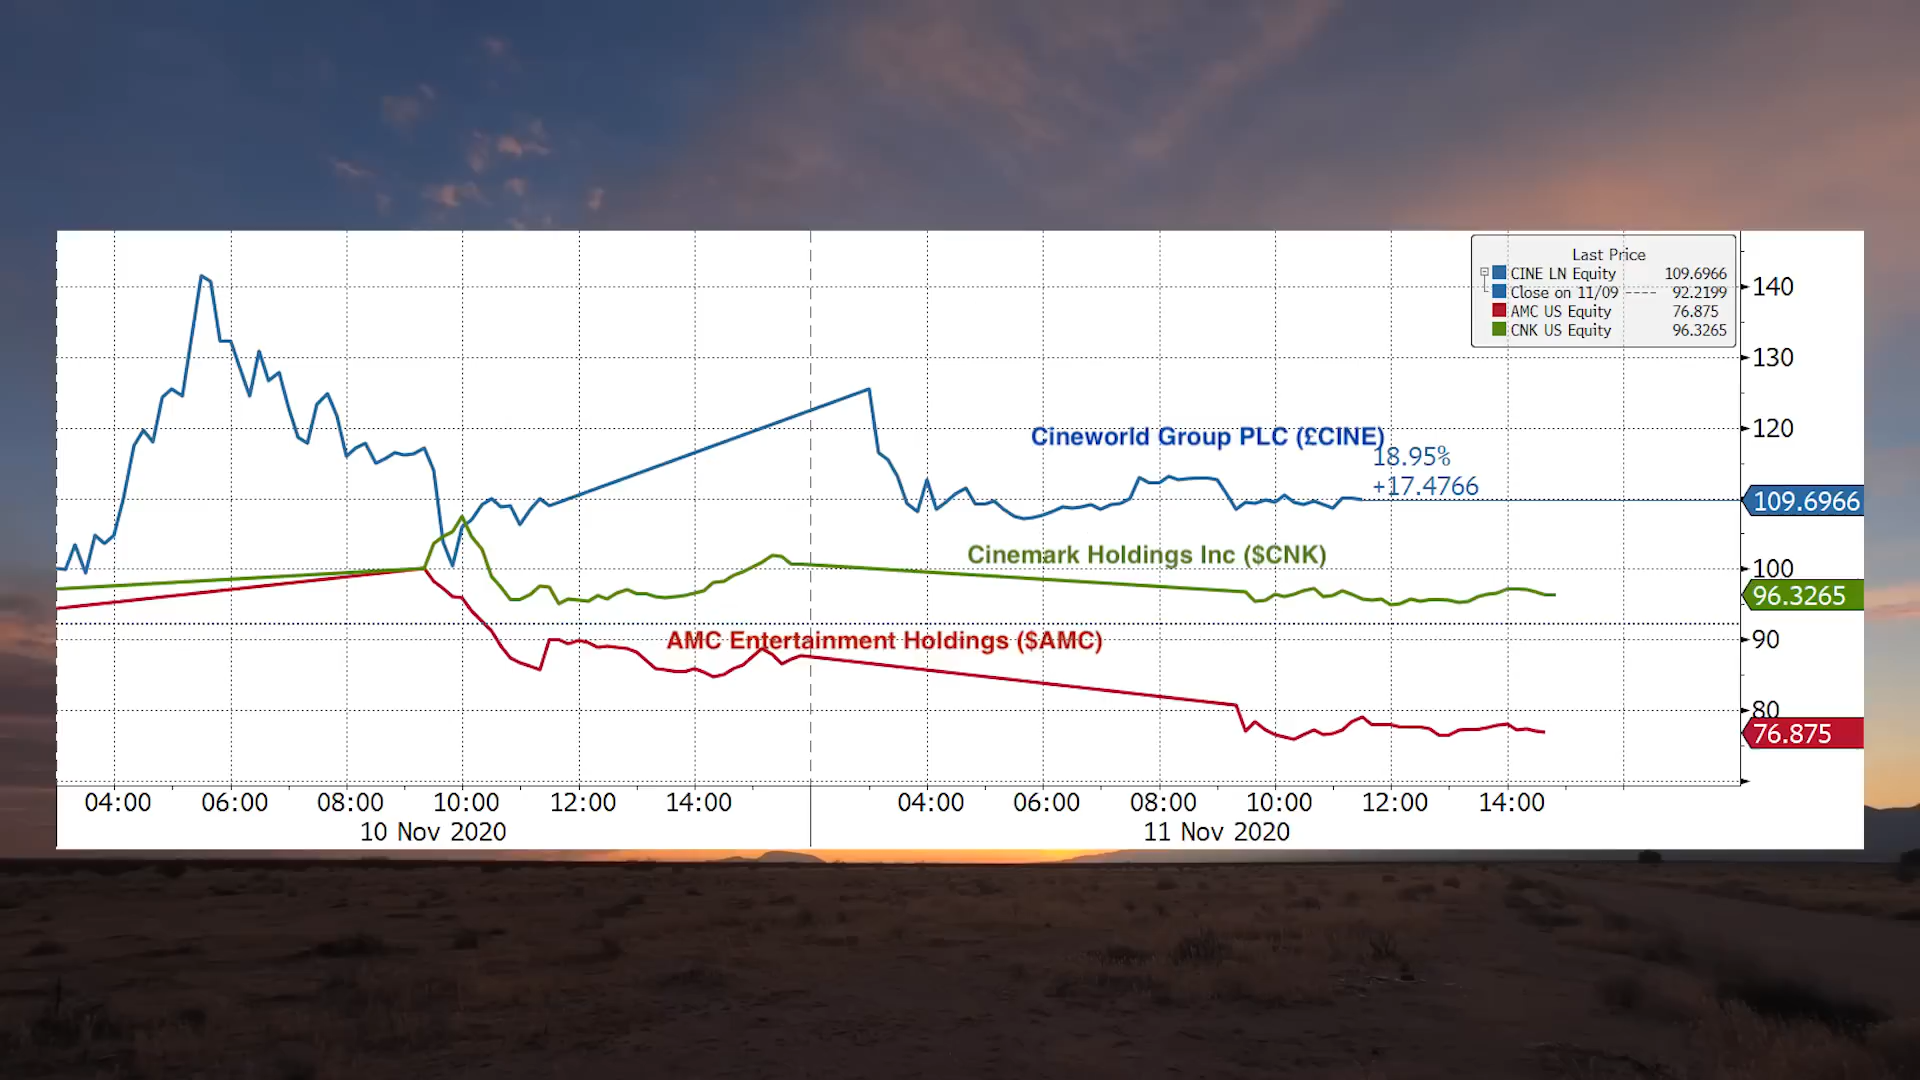 Last Price
CINE LN Equity 109.6966
Close on 11/09 ---- 92.2199
AMC US Equity 76.875
CNK US Equity 96.3265
140
130
120
Cineworld Group PLC (£CINE)
18.95%
+17.4766
109.6966
Cinemark Holdings Inc ($CNK)
100
96.3265
AMC Entertainment Holdings ($AMC)
90
80
76.875
04:00 06:00 08:00 10:00 12:00 14:00 04:00 06:00 08:00 10:00 12:00 14:00
10 Nov 2020 11 Nov 2020